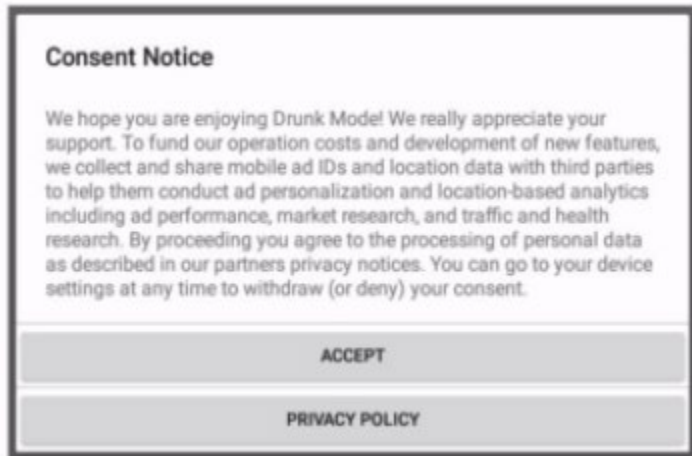 Consent Notice
We hope you are enjoying Drunk Mode! We really appreciate your
support. To fund our operation costs and development of new features,
we collect and share mobile ad IDs and location data with third parties
to help them conduct ad personalization and location-based analytics
including ad performance, market research, and traffic and health
research. By proceeding you agree to the processing of personal data
as described in our partners privacy notices. You can go to your device
settings at any time to withdraw (or deny) your consent.
ACCEPT
PRIVACY POLICY